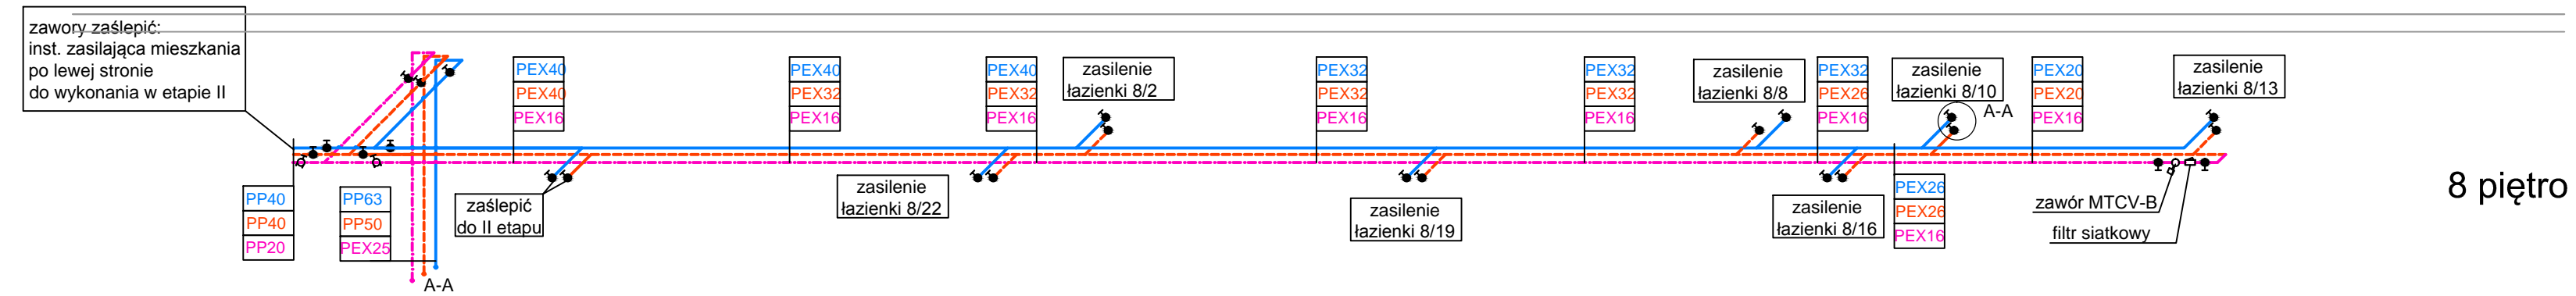 zawory zaślepić:
inst. zasilająca mieszkania
po lewej stronie
do wykonania w etapie II
PP40
PP40
PP20
PP63
PP50
PEX25
A-A
PEX40
PEX40
PEX16
zaślepić
do II etapu
PEX40
PEX32
PEX16
zasilenie
łazienki 8/22
PEX40
PEX32
PEX16
zasilenie
łazienki 8/2
PEX32
PEX32
PEX16
zasilenie
łazienki 8/19
PEX32
PEX32
PEX16
zasilenie
łazienki 8/8
PEX32
PEX26
PEX16
zasilenie
łazienki 8/16
zasilenie
łazienki 8/10
A-A
PEX26
PEX26
PEX16
PEX20
PEX20
PEX16
zasilenie
łazienki 8/13
zawór MTCV-B
filtr siatkowy
8 piętro